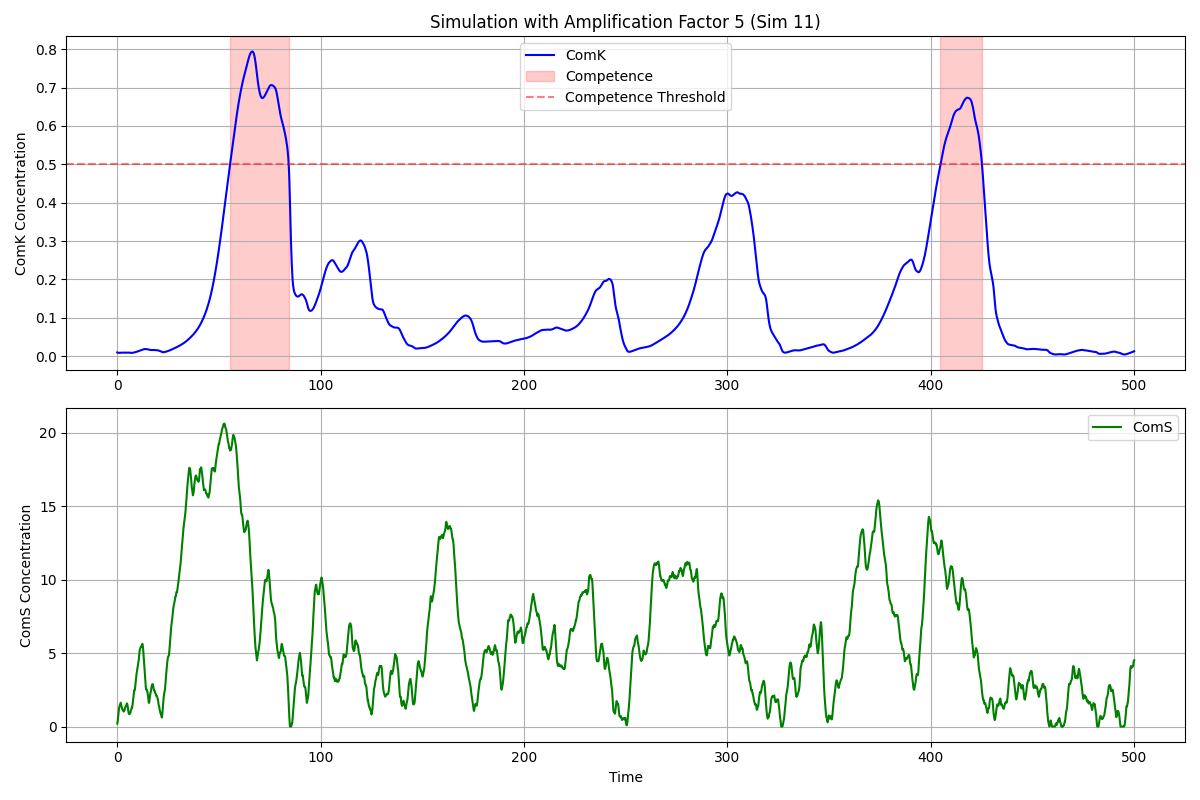 Simulation with Amplification Factor 5 (Sim 11)
ComK Concentration
0.8
0.7
0.6
0.5
0.4
0.3
0.2
0.1
0.0
ComK
Competence
Competence Threshold
0 100 200 300 400 500
ComS Concentration
20
15
10
5
0
ComS
0 100 200 300 400 500
Time